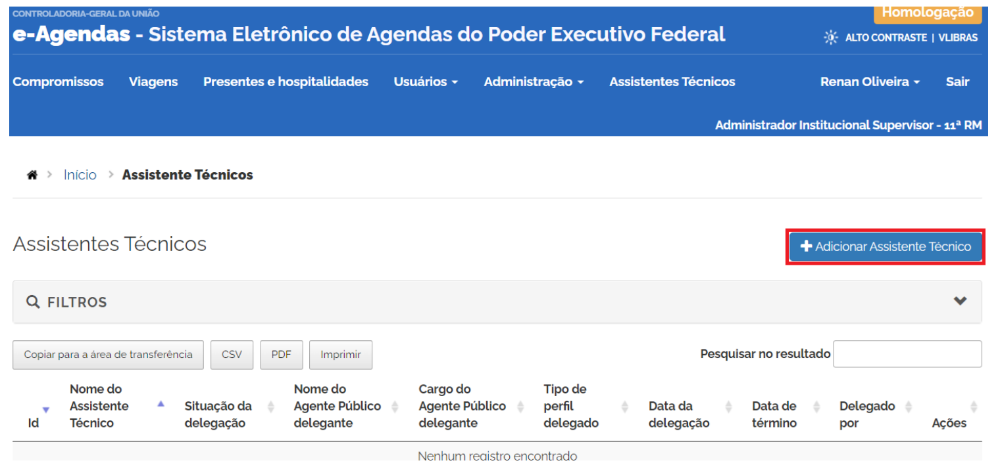 CONTROLADORIA-GERAL DA UNIÃO
Homologação
e-Agendas - Sistema Eletrônico de Agendas do Poder Executivo Federal
ALTO CONTRASTE | VLIBRAS
Compromissos Viagens Presentes e hospitalidades Usuários Administração Assistentes Técnicos Renan Oliveira Sair
Administrador Institucional Supervisor - 11ª RM
> Início > Assistente Técnicos
Assistentes Técnicos
+ Adicionar Assistente Técnico
FILTROS
Copiar para a área de transferência CSV PDF Imprimir Pesquisar no resultado
Id
Nome do
Assistente
Técnico
Situação da
delegação
Nome do
Agente Público
delegante
Cargo do
Agente Público
delegante
Tipo de
perfil
delegado
Data da
delegação
Data de
término
Delegado
por
Ações
Nenhum registro encontrado